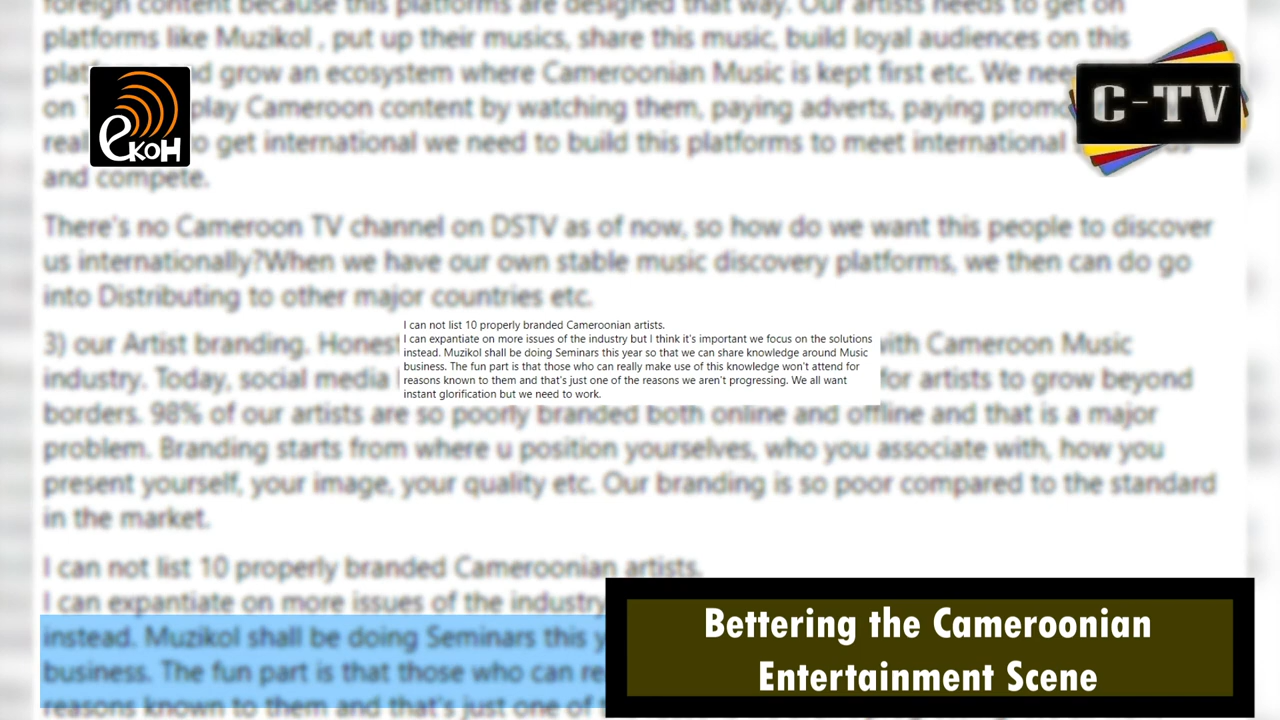 foreign content because this platforms are designed that way. Our artists needs to get on
platforms like Muzikol , put up their musics, share this music, build loyal audiences on this
nd grow an ecosystem where Cameroonian Music is kept first etc. We
on play Cameroon content by watching them, paying adverts, paying
to get international we need to build this platforms to meet international
and compete.
ekoH
C-TV
There's no Cameroon TV channel on DSTV as of now, so how do we want this people to discover
us internationally?When we have our own stable music discovery platforms, we then can do go
into Distributing to other major countries etc.
3) our Artist branding. Honest with Cameroon Music
industry. Today, social media for artists to grow beyond
borders. 98% of our artists are so poorly branded both online and offline and that is a major
problem. Branding starts from where u position yourselves, who you associate with, how you
present yourself, your image, your quality etc. Our branding is so poor compared to the standard
in the market.
I can not list 10 properly branded Cameroonian artists.
I can expantiate on more issues of the industry but I think it's important we focus on the solutions
instead. Muzikol shall be doing Seminars this year so that we can share knowledge around Music
business. The fun part is that those who can really make use of this knowledge won't attend for
reasons known to them and that's just one of the reasons we aren't progressing. We all want
instant glorification but we need to work.
I can not list 10 properly branded Cameroonian artists.
I can expantiate on more issues of the industry
instead. Muzikol shall be doing Seminars this y
business. The fun part is that those who can re
reasons known to them and that's just one of
Bettering the Cameroonian
Entertainment Scene